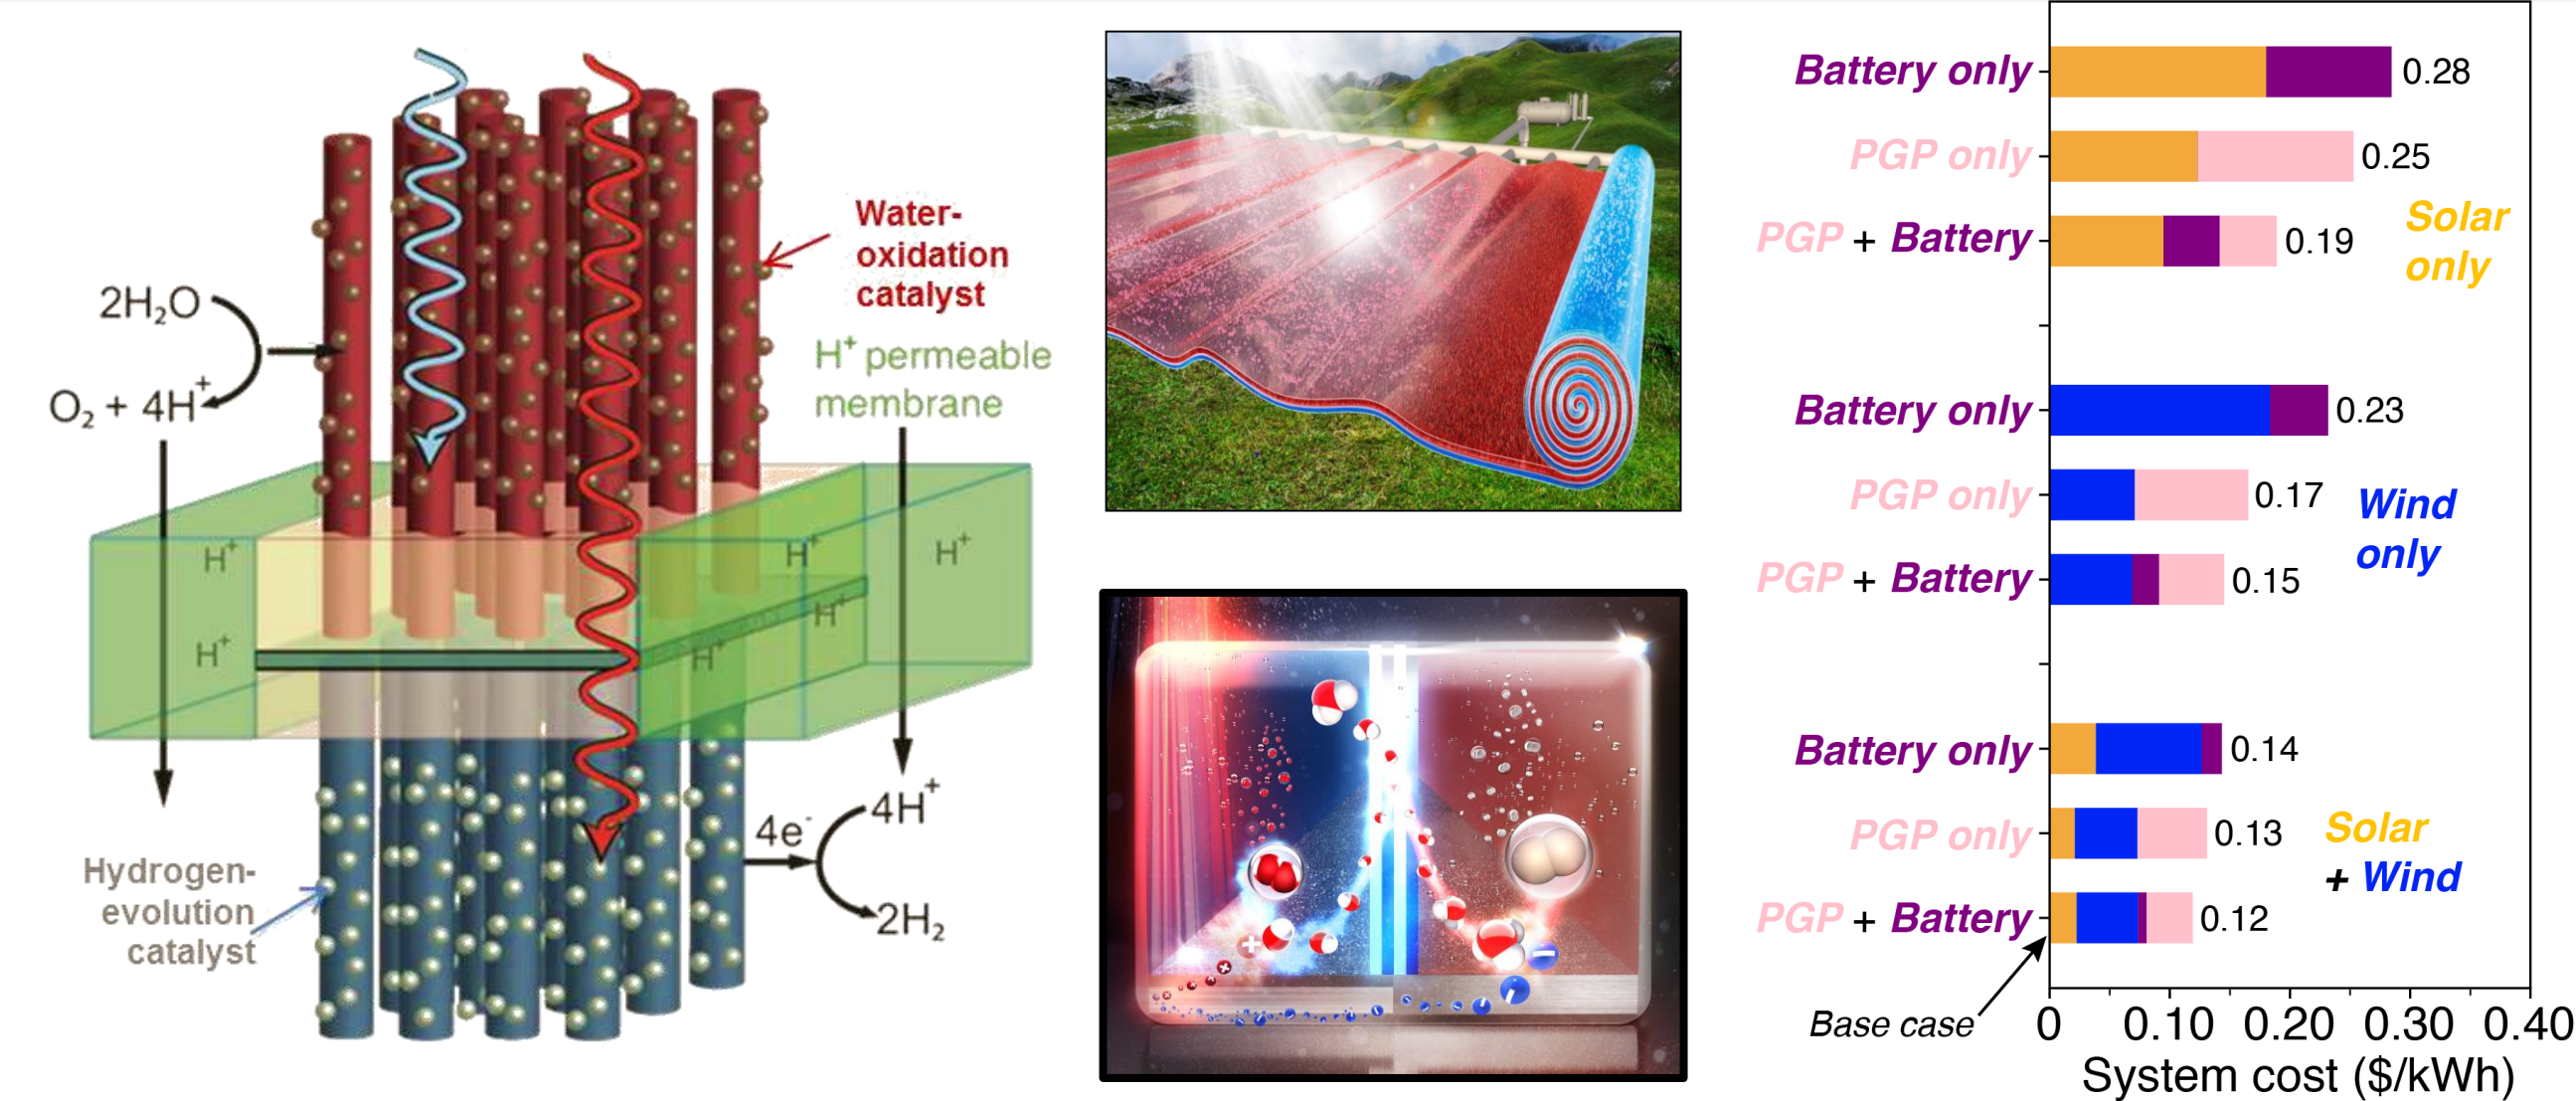 Water-
oxidation
catalyst
2H₂O
O₂ + 4H⁺
H⁺ permeable
membrane
H⁺
H⁺
H⁺
H⁺
H⁺
H⁺
4e⁻
4H⁺
2H₂
Hydrogen-
evolution
catalyst
Battery only
0.28
PGP only
0.25
PGP + Battery
0.19
Solar
only
Battery only
0.23
PGP only
0.17
PGP + Battery
0.15
Wind
only
Battery only
0.14
PGP only
0.13
PGP + Battery
0.12
Solar
+ Wind
Base case
0 0.10 0.20 0.30 0.40
System cost ($/kWh)